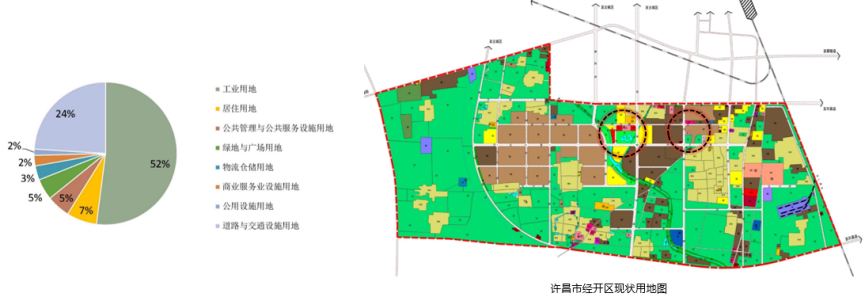 24%
2%
2%
3%
5%
5%
7%
52%
工业用地
居住用地
公共管理与公共服务设施用地
绿地与广场用地
物流仓储用地
商业服务业设施用地
公用设施用地
道路与交通设施用地
许昌市经开区现状用地图